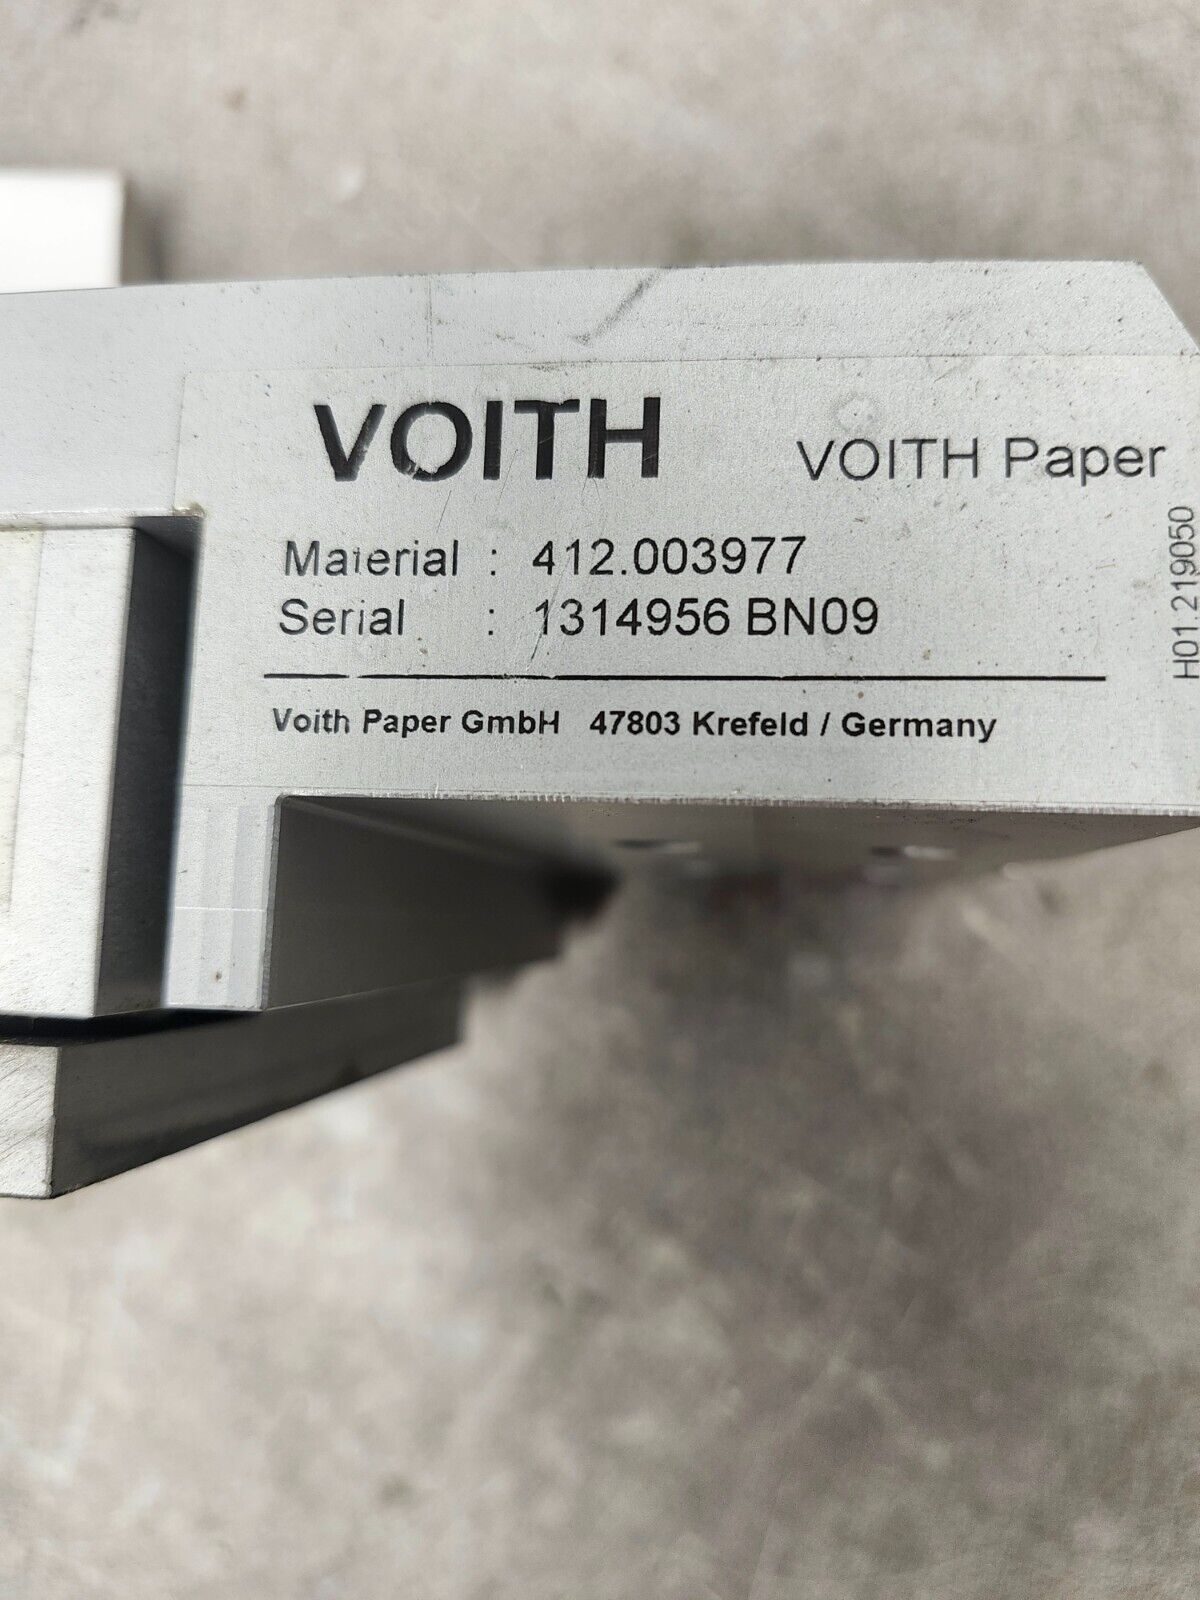 VOITH
VOITH Paper
Material : 412.003977
Serial : 1314956 BN09
Voith Paper GmbH 47803 Krefeld / Germany
H01.219050